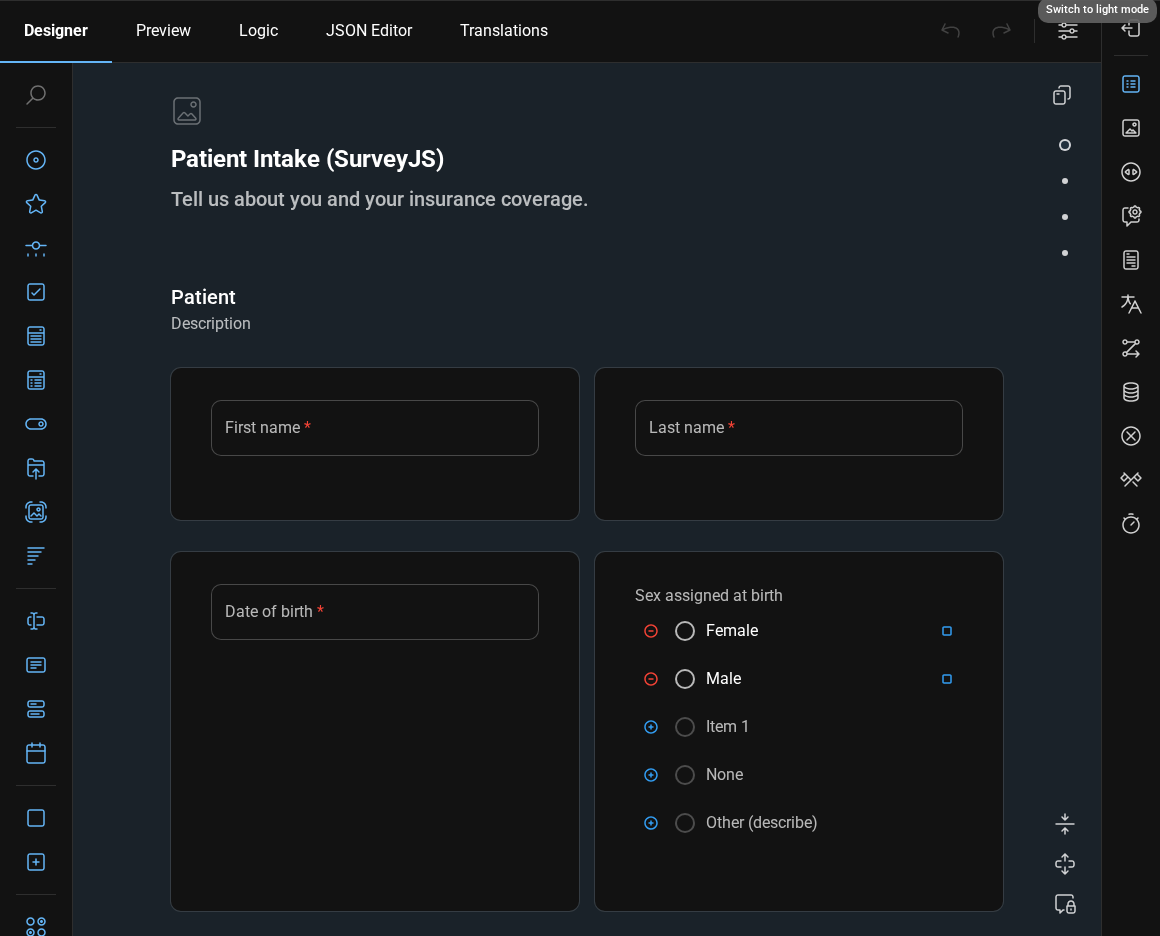 Switch to light mode
Designer Preview Logic JSON Editor Translations
Patient Intake (SurveyJS)
Tell us about you and your insurance coverage.
Patient
Description
First name *
Last name *
Date of birth *
Sex assigned at birth
Female
Male
Item 1
None
Other (describe)